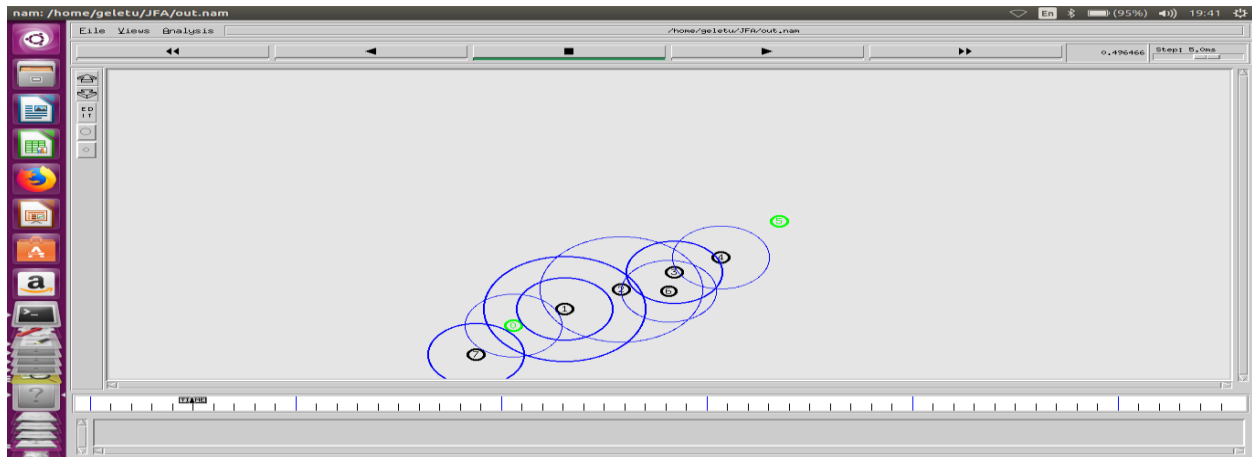 nam: /home/geletu/JFA/out.nam
En (95%) 19:41
File Views Analysis /home/geletu/JFA/out.nam
0.496466 Step: 5.0ms
ED
IT
5
4
3
2 6
1
0
7